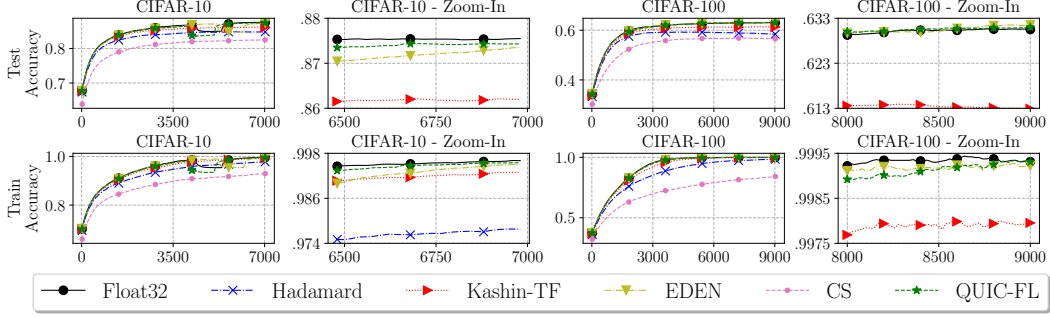 CIFAR-10
CIFAR-10 - Zoom-In
CIFAR-100
CIFAR-100 - Zoom-In
Test
Accuracy
0.8
0.7
0 3500 7000
.88
.87
.86
6500 6750 7000
0.6
0.4
0 3000 6000 9000
.633
.623
.613
8000 8500 9000
CIFAR-10
CIFAR-10 - Zoom-In
CIFAR-100
CIFAR-100 - Zoom-In
Train
Accuracy
1.0
0.8
0 3500 7000
.998
.986
.974
6500 6750 7000
1.0
0.5
0 3000 6000 9000
.9995
.9985
.9975
8000 8500 9000
Float32 Hadamard Kashin-TF EDEN CS QUIC-FL